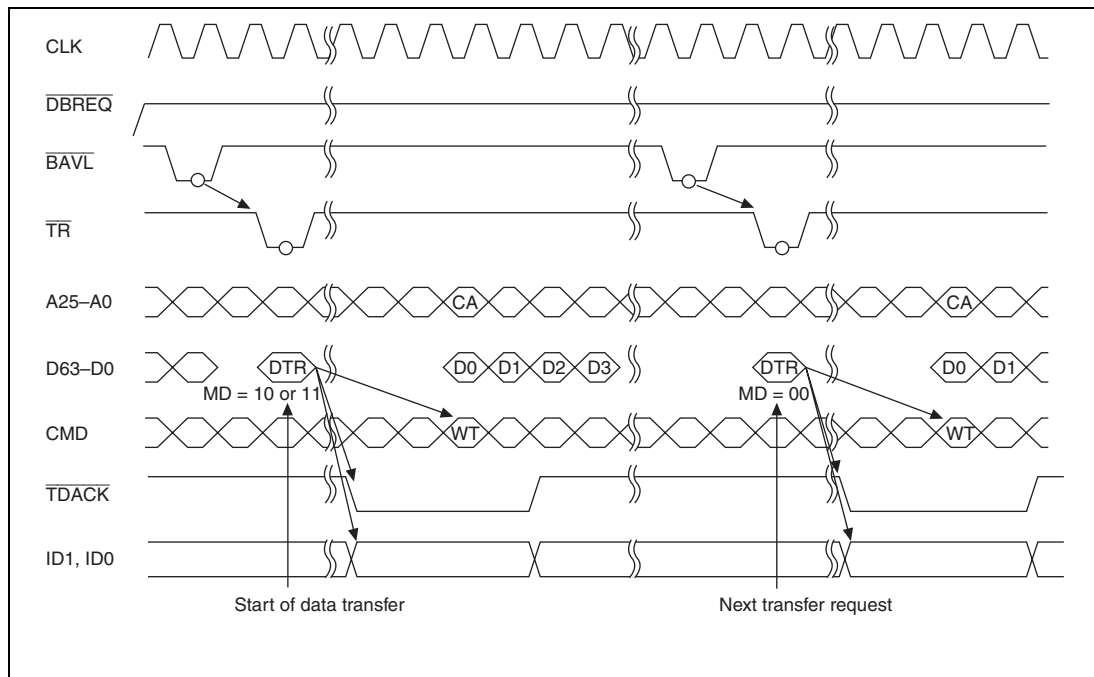 CLK
DBREQ
BAVL
TR
A25–A0 CA CA
D63–D0 DTR D0 D1 D2 D3 DTR D0 D1
MD = 10 or 11 MD = 00
CMD WT WT
TDACK
ID1, ID0
Start of data transfer Next transfer request